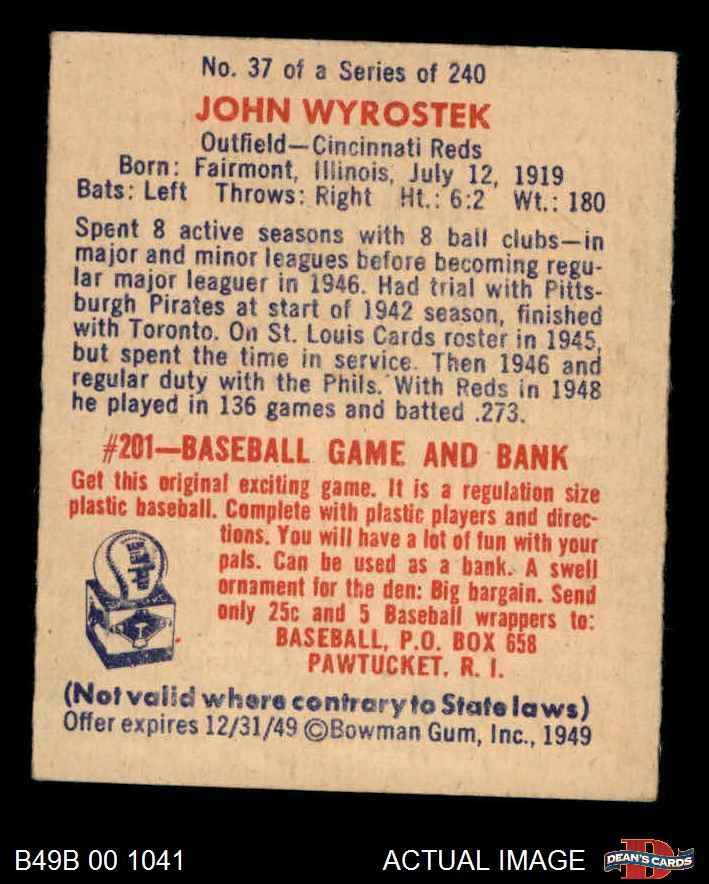 No. 37 of a Series of 240
JOHN WYROSTEK
Outfield—Cincinnati Reds
Born: Fairmont, Illinois, July 12, 1919
Bats: Left Throws: Right Ht.: 6:2 Wt.: 180
Spent 8 active seasons with 8 ball clubs—in
major and minor leagues before becoming regu-
lar major leaguer in 1946. Had trial with Pitts-
burgh Pirates at start of 1942 season, finished
with Toronto. On St. Louis Cards roster in 1945,
but spent the time in service. Then 1946 and
regular duty with the Phils. With Reds in 1948
he played in 136 games and batted .273.
#201—BASEBALL GAME AND BANK
Get this original exciting game. It is a regulation size
plastic baseball. Complete with plastic players and direc-
tions. You will have a lot of fun with your
pals. Can be used as a bank. A swell
ornament for the den: Big bargain. Send
only 25c and 5 Baseball wrappers to:
BASEBALL, P.O. BOX 658
PAWTUCKET, R. I.
(Not valid where contrary to State laws)
Offer expires 12/31/49 ©Bowman Gum, Inc., 1949
B49B 00 1041
ACTUAL IMAGE
DEAN'S CARDS